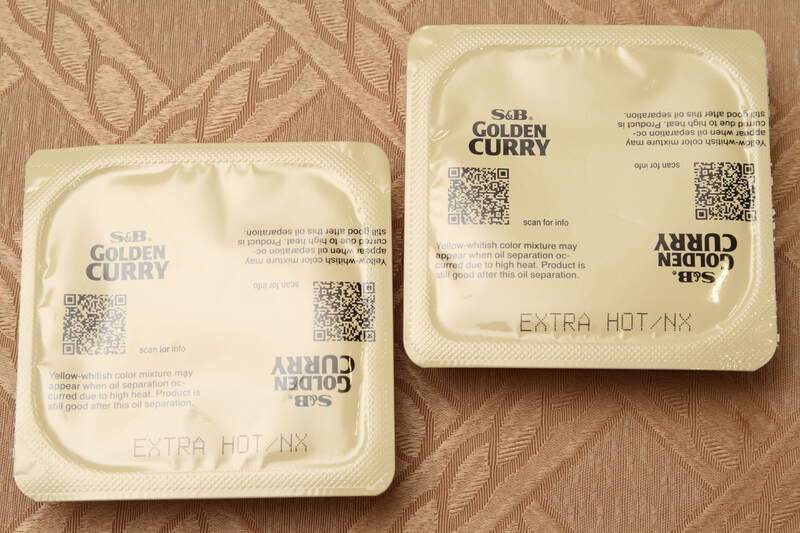 S&B®
GOLDEN
CURRY
scan for info
Yellow-whitish color mixture may
appear when oil separation oc-
curred due to high heat. Product is
still good after this oil separation.
Yellow-whitish color mixture may
appear when oil separation oc-
curred due to high heat. Product is
still good after this oil separation.
scan for info
S&B®
GOLDEN
CURRY
EXTRA HOT/NX
S&B®
GOLDEN
CURRY
scan for info
Yellow-whitish color mixture may
appear when oil separation oc-
curred due to high heat. Product is
still good after this oil separation.
Yellow-whitish color mixture may
appear when oil separation oc-
curred due to high heat. Product is
still good after this oil separation.
scan for info
S&B®
GOLDEN
CURRY
EXTRA HOT/NX